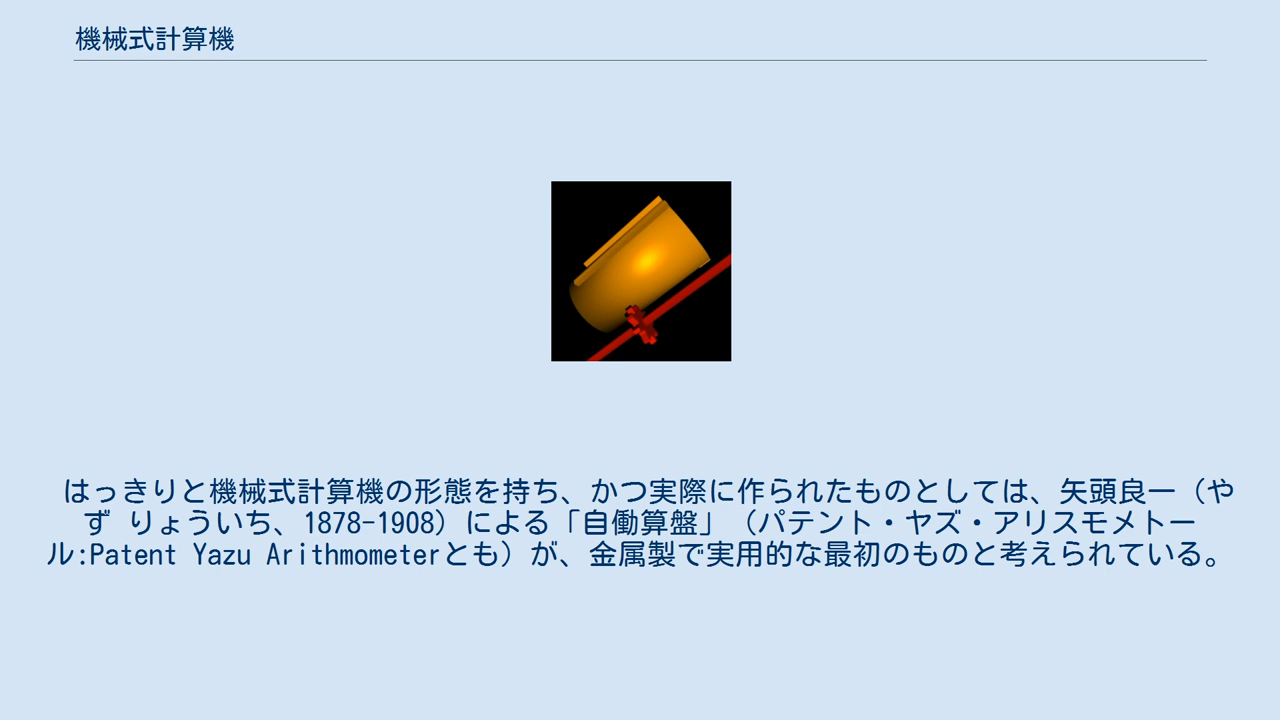 機械式計算機
はっきりと機械式計算機の形態を持ち、かつ実際に作られたものとしては、矢頭良一（や
ず りょういち、1878-1908）による「自働算盤」（パテント・ヤズ・アリスモメトー
ル:Patent Yazu Arithmometerとも）が、金属製で実用的な最初のものと考えられている。